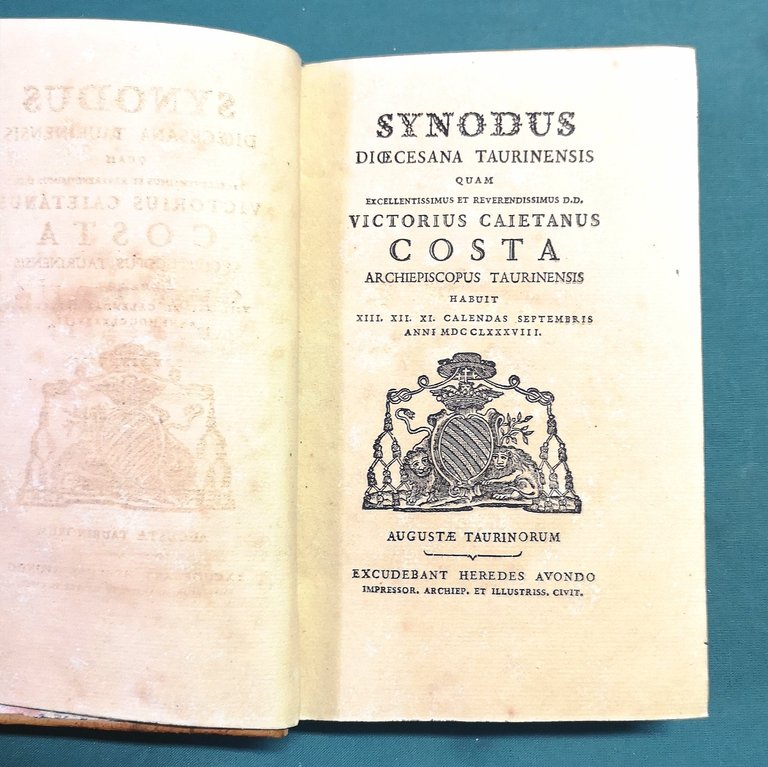 SYNODUS
DIŒCESANA TAURINENSIS
QUAM
EXCELLENTISSIMUS ET REVERENDISSIMUS D.D.
VICTORIUS CAIETANUS
COSTA
ARCHIEPISCOPUS TAURINENSIS
HABUIT
XIII. XII. XI. CALENDAS SEPTEMBRIS
ANNI MDCCLXXXVIII.
AUGUSTÆ TAURINORUM
EXCUDEBANT HEREDES AVONDO
IMPRESSOR. ARCHIEP. ET ILLUSTRISS. CIVIT.